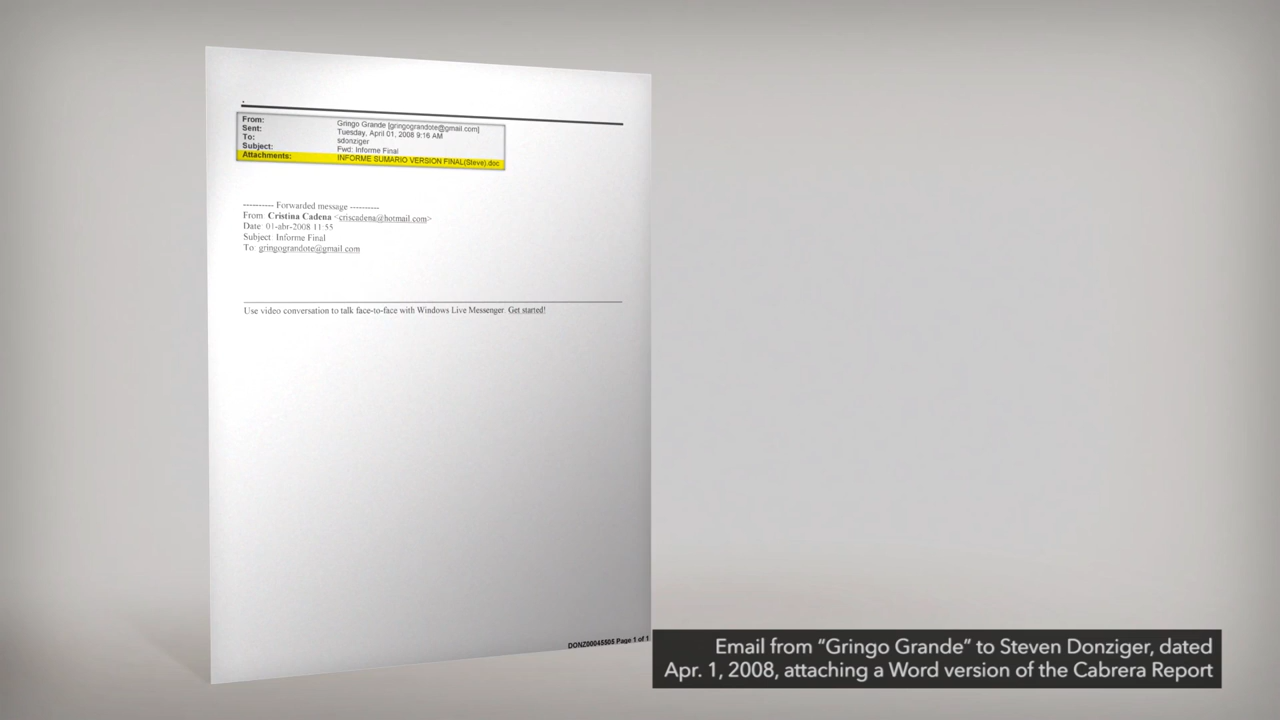 From: Gringo Grande [gringograndote@gmail.com]
Sent: Tuesday, April 01, 2008 9:16 AM
To: sdonziger
Subject: Fwd: Informe Final
Attachments: INFORME SUMARIO VERSION FINAL(Steve).doc
---------- Forwarded message ----------
From: Cristina Cadena <criscadena@hotmail.com>
Date: 01-abr-2008 11:55
Subject: Informe Final
To: gringograndote@gmail.com
Use video conversation to talk face-to-face with Windows Live Messenger. Get started!
DONZ00045505 Page 1 of 1
Email from “Gringo Grande” to Steven Donziger, dated
Apr. 1, 2008, attaching a Word version of the Cabrera Report